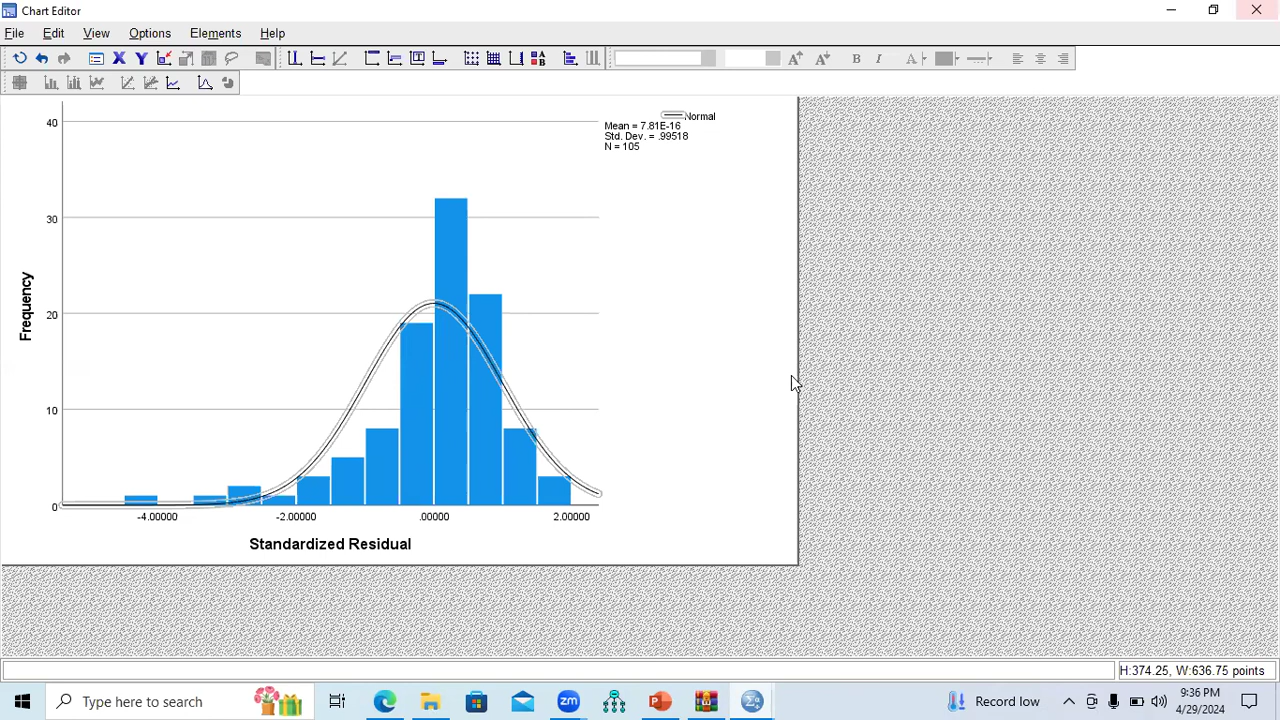 Chart Editor
File Edit View Options Elements Help
X Y
B I A
Normal
Mean = 7.81E-16
Std. Dev. = .99518
N = 105
40
30
20
10
0
Frequency
-4.00000 -2.00000 .00000 2.00000
Standardized Residual
H:374.25, W:636.75 points
Type here to search
zm
Record low
9:36 PM
4/29/2024